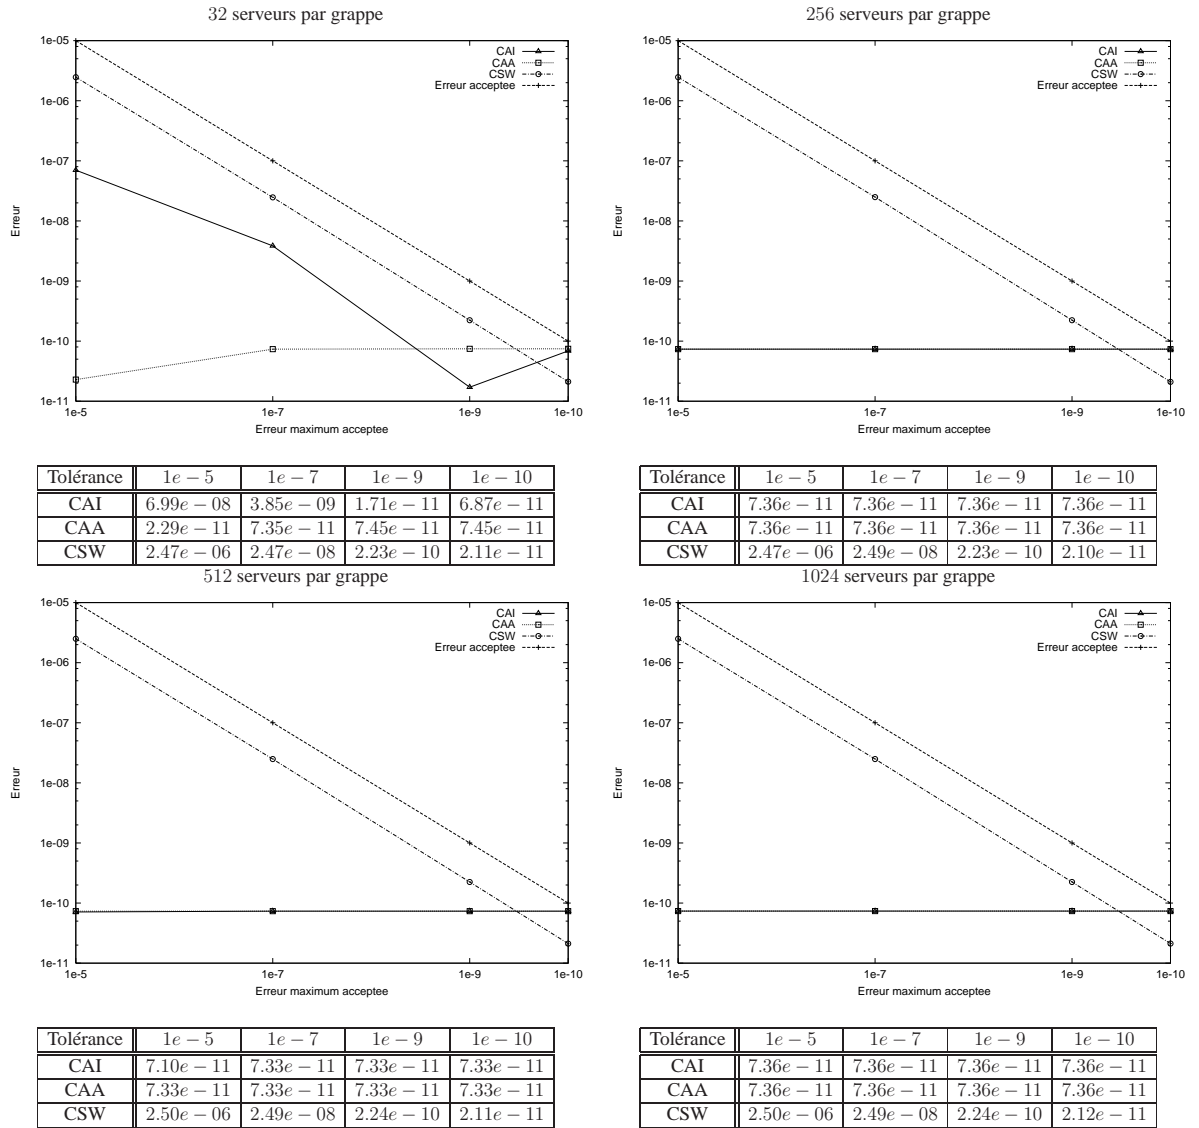 32 serveurs par grappe
1e-05
1e-06
1e-07
1e-08
1e-09
1e-10
1e-11
Erreur
CAI
CAA
CSW
Erreur acceptee
1e-5 1e-7 1e-9 1e-10
Erreur maximum acceptee
Tolérance 1e − 5 1e − 7 1e − 9 1e − 10
CAI 6.99e − 08 3.85e − 09 1.71e − 11 6.87e − 11
CAA 2.29e − 11 7.35e − 11 7.45e − 11 7.45e − 11
CSW 2.47e − 06 2.47e − 08 2.23e − 10 2.11e − 11
256 serveurs par grappe
1e-05
1e-06
1e-07
1e-08
1e-09
1e-10
1e-11
Erreur
CAI
CAA
CSW
Erreur acceptee
1e-5 1e-7 1e-9 1e-10
Erreur maximum acceptee
Tolérance 1e − 5 1e − 7 1e − 9 1e − 10
CAI 7.36e − 11 7.36e − 11 7.36e − 11 7.36e − 11
CAA 7.36e − 11 7.36e − 11 7.36e − 11 7.36e − 11
CSW 2.47e − 06 2.49e − 08 2.23e − 10 2.10e − 11
512 serveurs par grappe
1e-05
1e-06
1e-07
1e-08
1e-09
1e-10
1e-11
Erreur
CAI
CAA
CSW
Erreur acceptee
1e-5 1e-7 1e-9 1e-10
Erreur maximum acceptee
Tolérance 1e − 5 1e − 7 1e − 9 1e − 10
CAI 7.10e − 11 7.33e − 11 7.33e − 11 7.33e − 11
CAA 7.33e − 11 7.33e − 11 7.33e − 11 7.33e − 11
CSW 2.50e − 06 2.49e − 08 2.24e − 10 2.11e − 11
1024 serveurs par grappe
1e-05
1e-06
1e-07
1e-08
1e-09
1e-10
1e-11
Erreur
CAI
CAA
CSW
Erreur acceptee
1e-5 1e-7 1e-9 1e-10
Erreur maximum acceptee
Tolérance 1e − 5 1e − 7 1e − 9 1e − 10
CAI 7.36e − 11 7.36e − 11 7.36e − 11 7.36e − 11
CAA 7.36e − 11 7.36e − 11 7.36e − 11 7.36e − 11
CSW 2.50e − 06 2.49e − 08 2.24e − 10 2.12e − 11